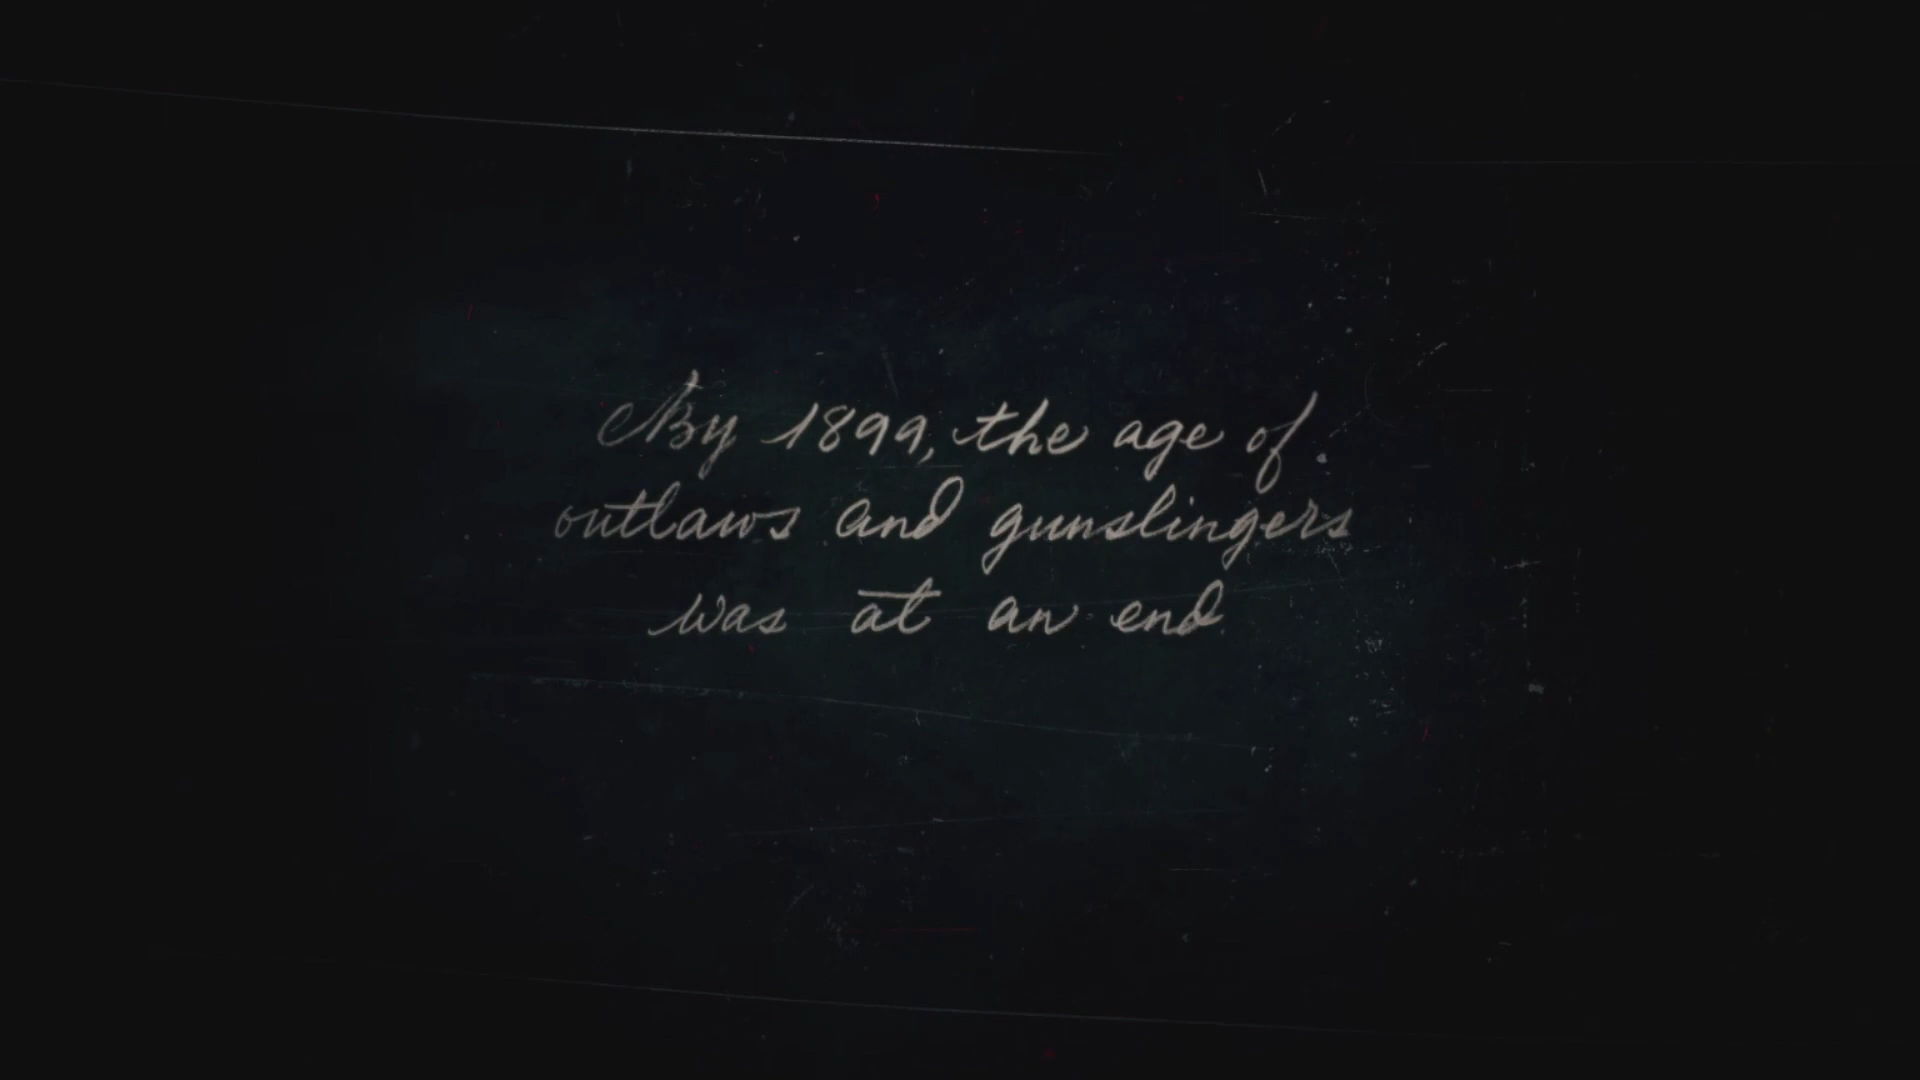 By 1899, the age of
outlaws and gunslingers
was at an end.